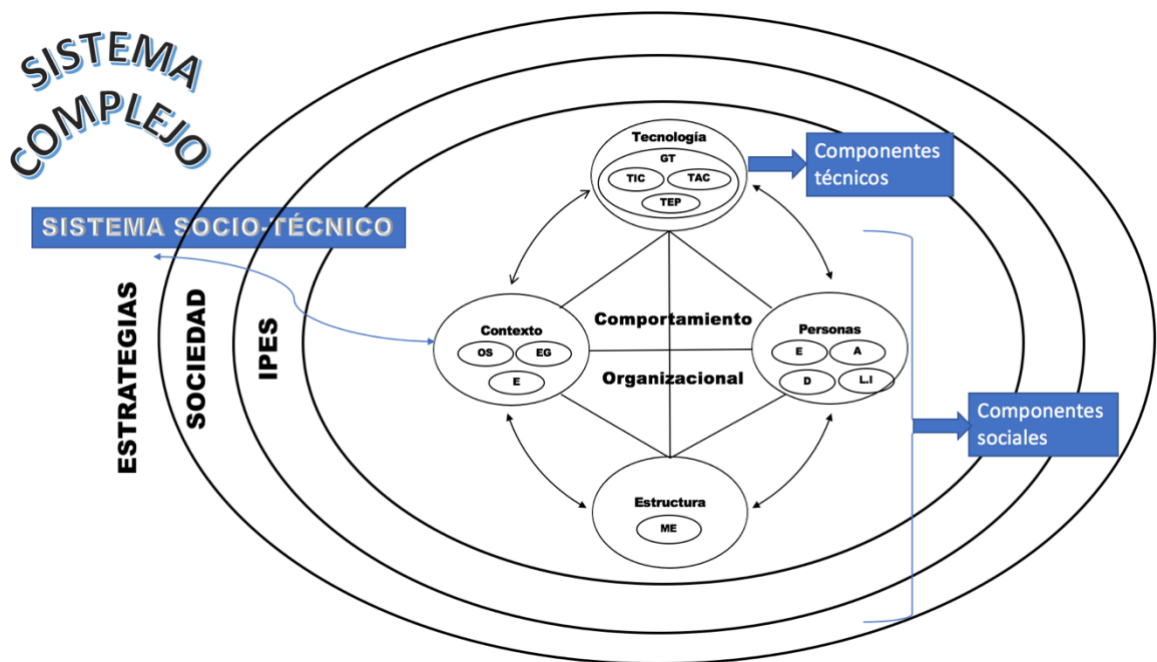 SISTEMA
COMPLEJO
SISTEMA SOCIO-TÉCNICO
ESTRATEGIAS
SOCIEDAD
IPES
Tecnología
GT
TIC
TAC
TEP
Componentes
técnicos
Contexto
OS
EG
E
Comportamiento
Organizacional
Personas
E
A
D
L.I
Estructura
ME
Componentes
sociales